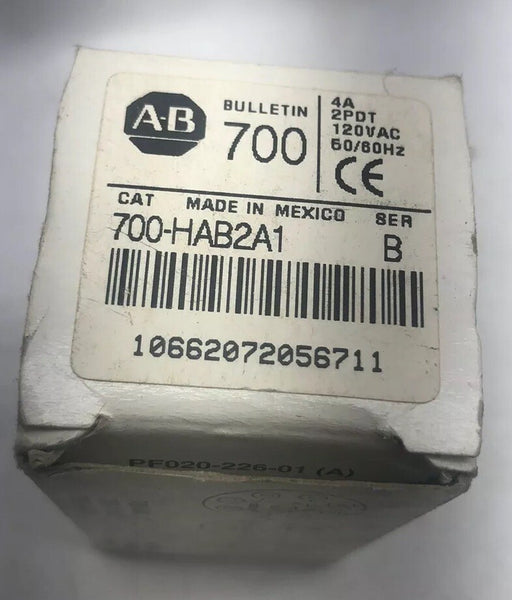 A-B
BULLETIN
700
4A
2PDT
120VAC
50/60Hz
CE
CAT MADE IN MEXICO SER
700-HAB2A1 B
10662072056711
PF020-226-01 (A)